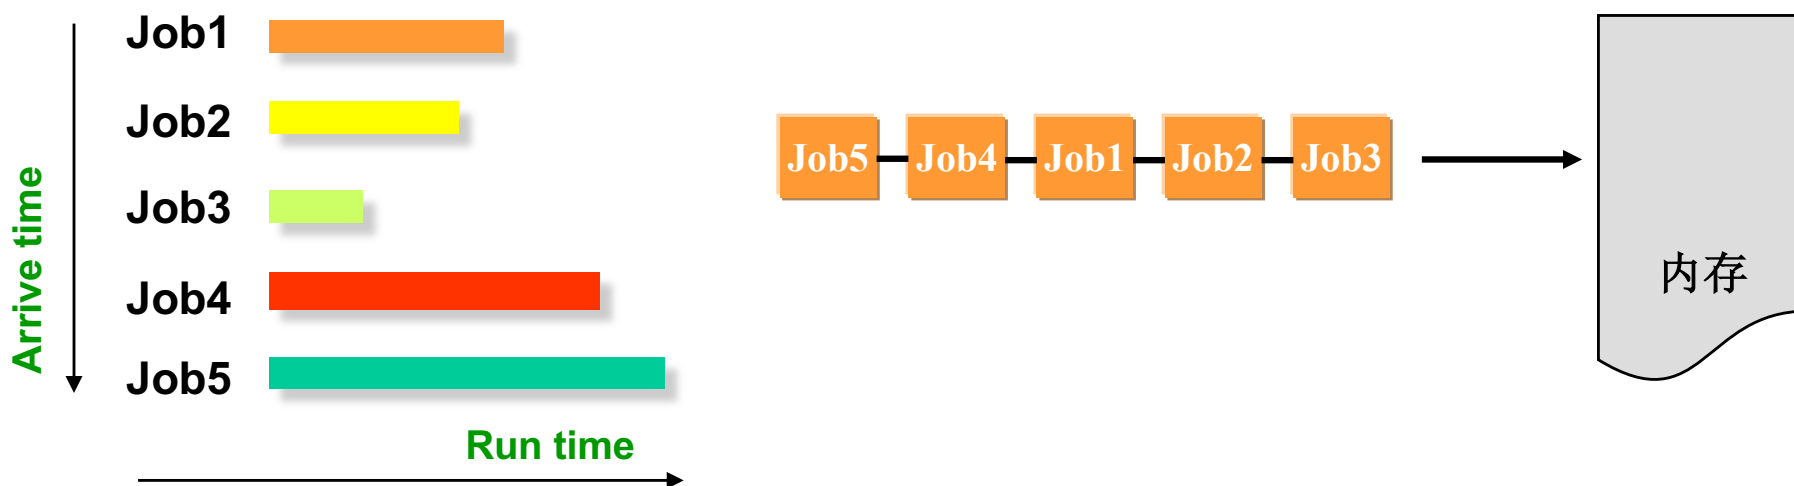 Job1
Job2
Job3
Job4
Job5
Arrive time
Run time
Job5 Job4 Job1 Job2 Job3
内存